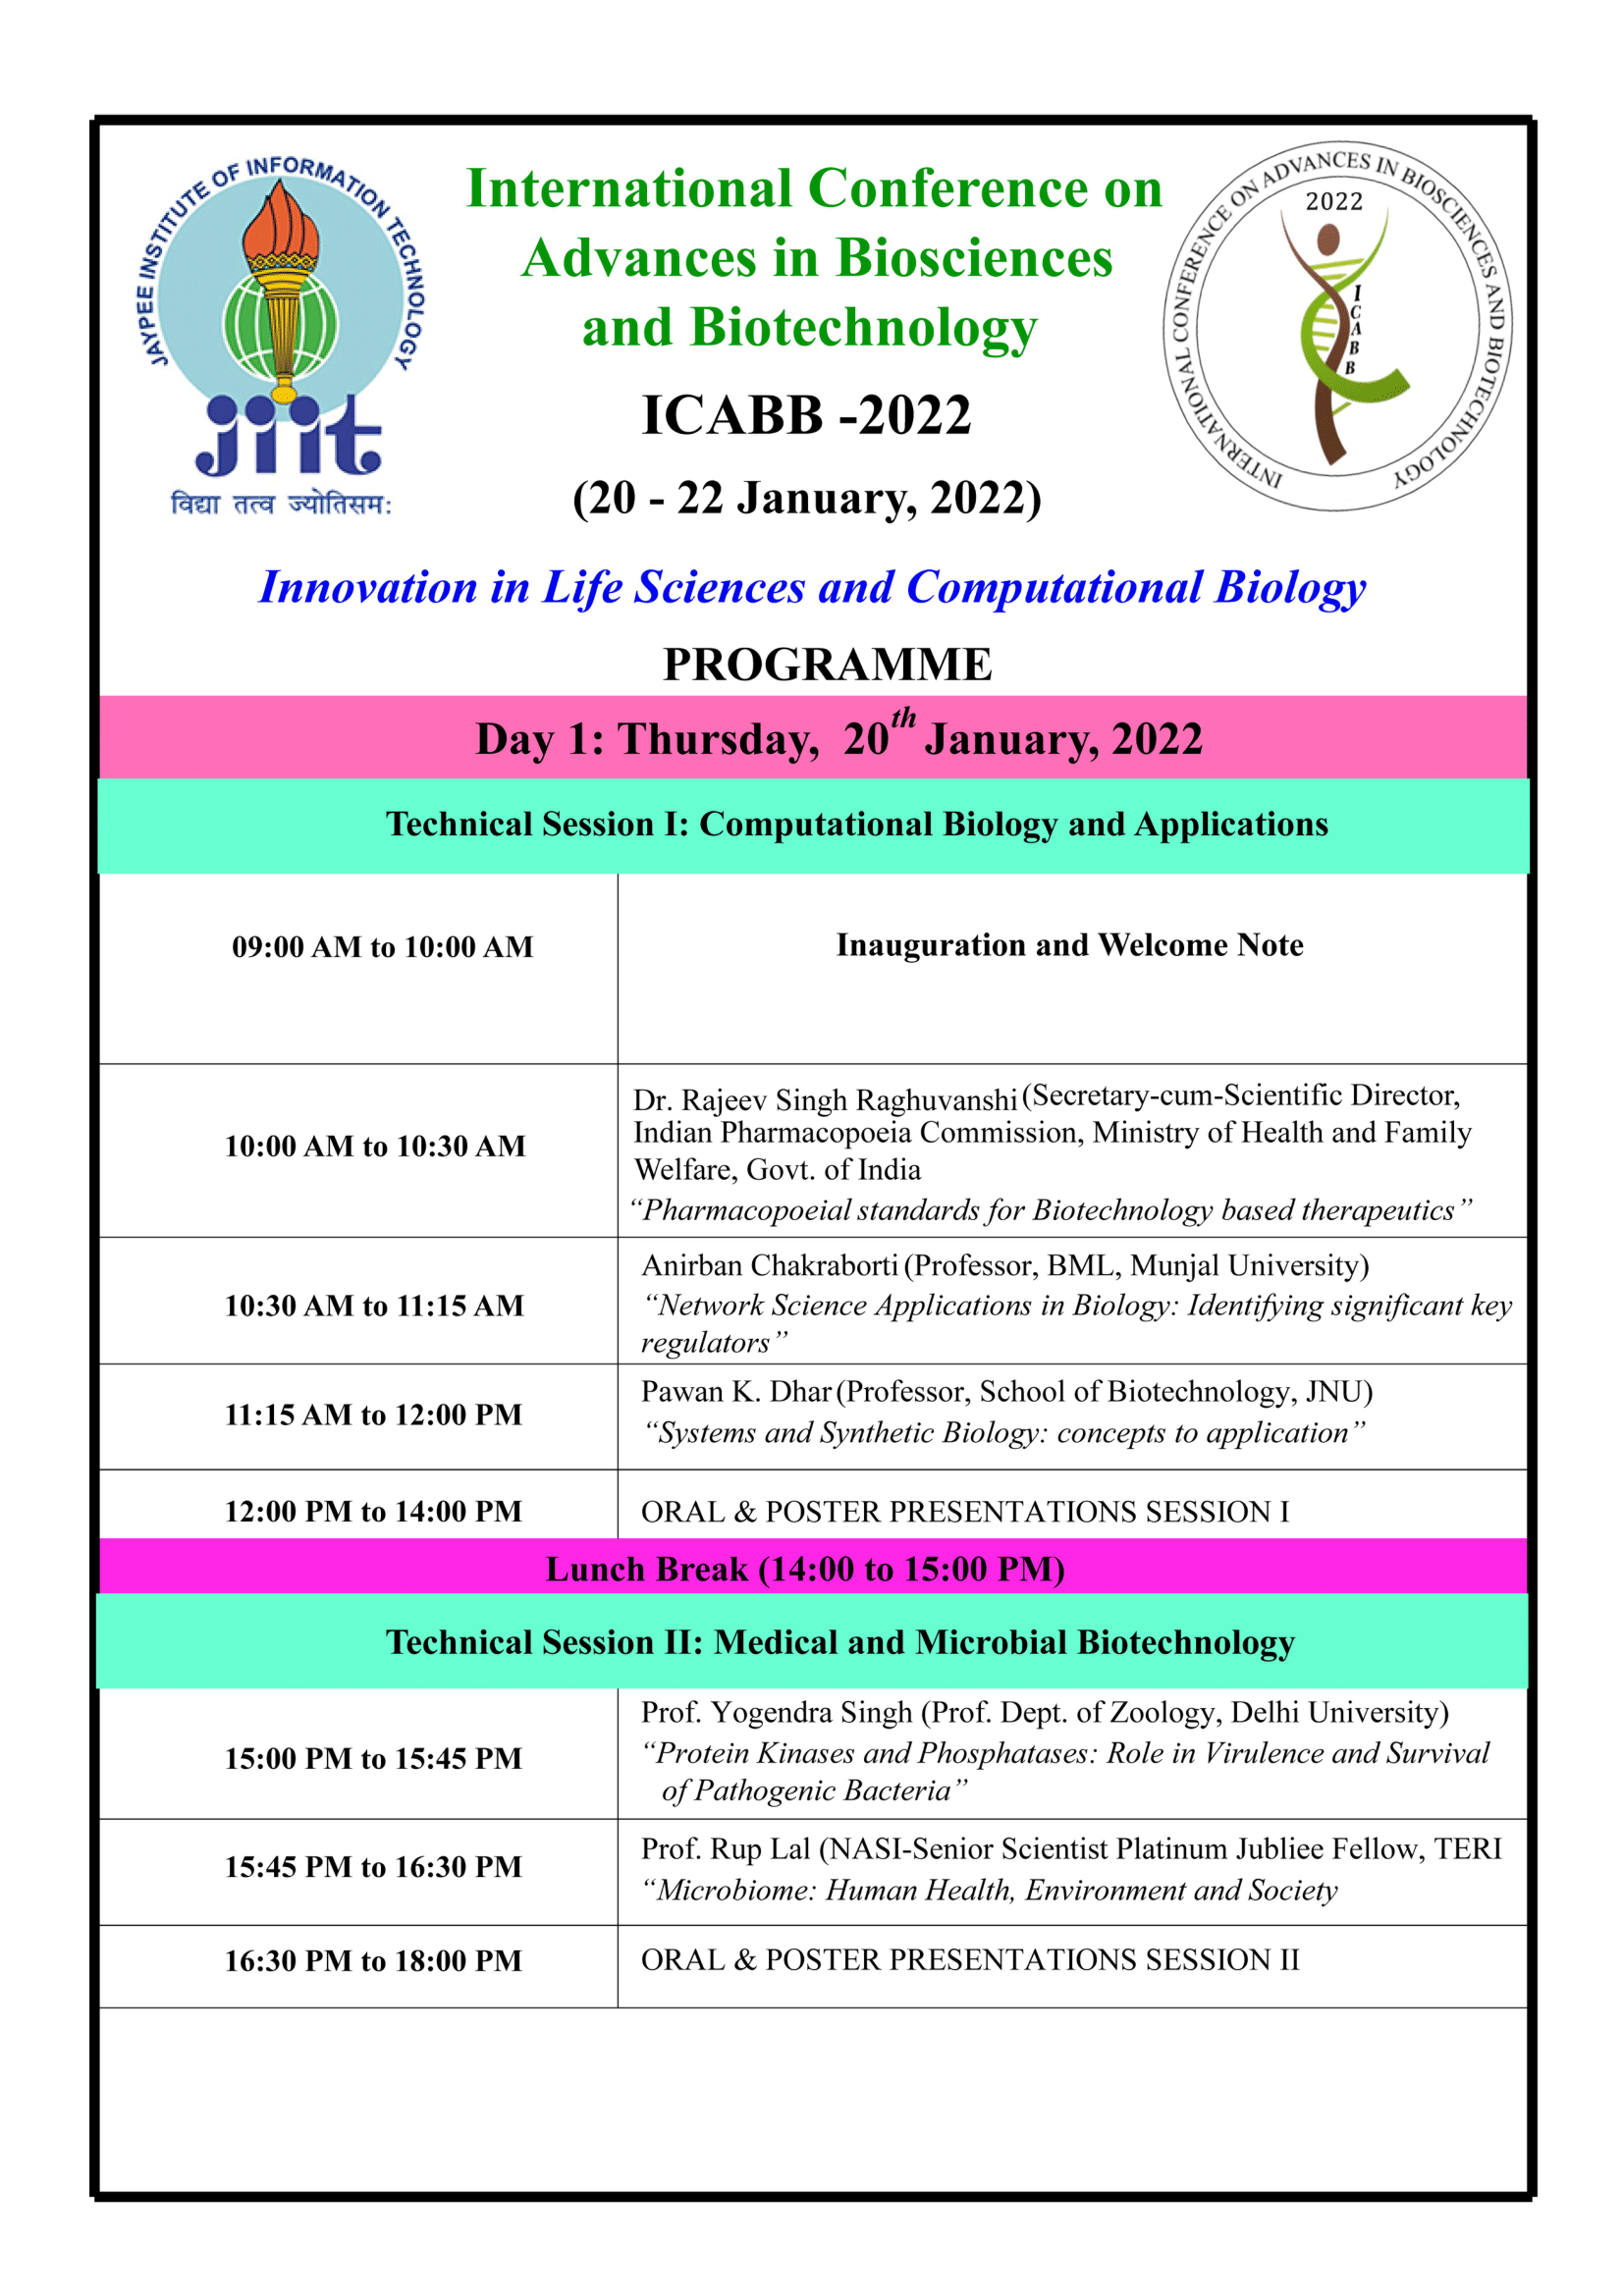 JAYPEE INSTITUTE OF INFORMATION TECHNOLOGY
jiit
विद्या तत्व ज्योतिसम:
International Conference on
Advances in Biosciences
and Biotechnology
ICABB -2022
(20 - 22 January, 2022)
INTERNATIONAL CONFERENCE ON ADVANCES IN BIOSCIENCES AND BIOTECHNOLOGY
2022
ICABB
Innovation in Life Sciences and Computational Biology
PROGRAMME
Day 1: Thursday, 20th January, 2022
Technical Session I: Computational Biology and Applications
09:00 AM to 10:00 AM
Inauguration and Welcome Note
10:00 AM to 10:30 AM
Dr. Rajeev Singh Raghuvanshi (Secretary-cum-Scientific Director,
Indian Pharmacopoeia Commission, Ministry of Health and Family
Welfare, Govt. of India
“Pharmacopoeial standards for Biotechnology based therapeutics”
10:30 AM to 11:15 AM
Anirban Chakraborti (Professor, BML, Munjal University)
“Network Science Applications in Biology: Identifying significant key
regulators”
11:15 AM to 12:00 PM
Pawan K. Dhar (Professor, School of Biotechnology, JNU)
“Systems and Synthetic Biology: concepts to application”
12:00 PM to 14:00 PM
ORAL & POSTER PRESENTATIONS SESSION I
Lunch Break (14:00 to 15:00 PM)
Technical Session II: Medical and Microbial Biotechnology
15:00 PM to 15:45 PM
Prof. Yogendra Singh (Prof. Dept. of Zoology, Delhi University)
“Protein Kinases and Phosphatases: Role in Virulence and Survival
of Pathogenic Bacteria”
15:45 PM to 16:30 PM
Prof. Rup Lal (NASI-Senior Scientist Platinum Jubliee Fellow, TERI
“Microbiome: Human Health, Environment and Society
16:30 PM to 18:00 PM
ORAL & POSTER PRESENTATIONS SESSION II